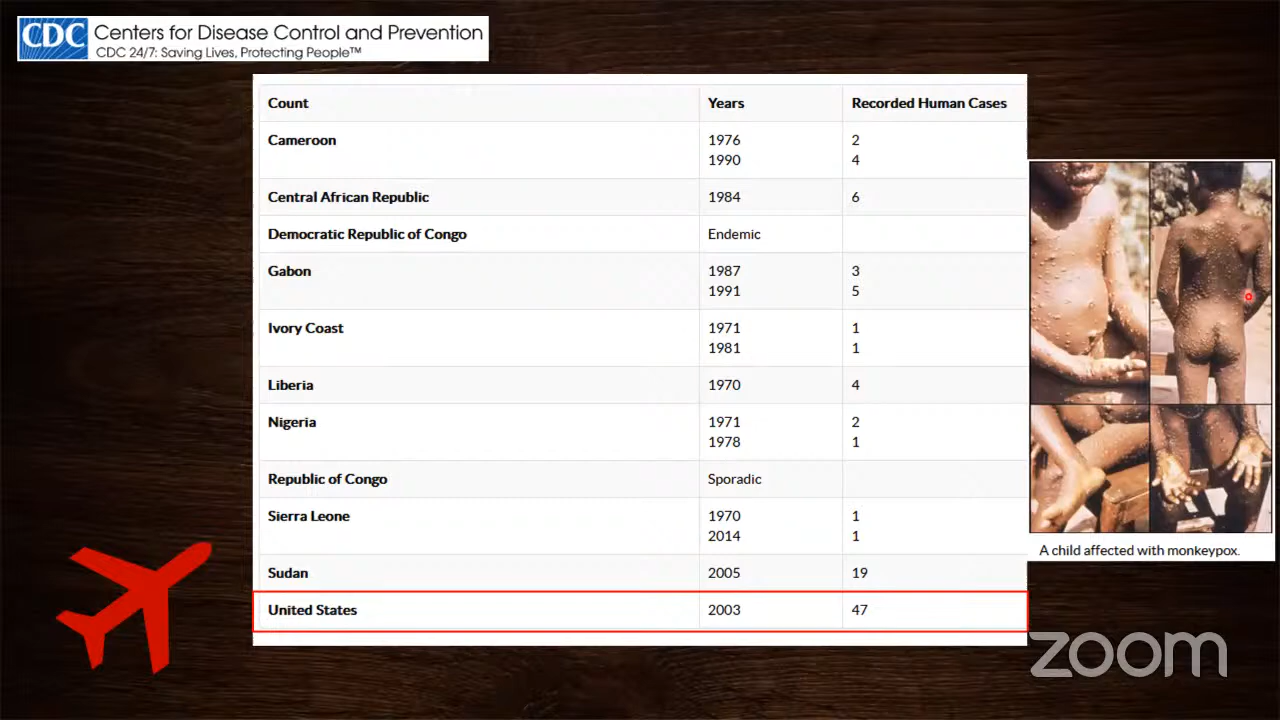 CDC
Centers for Disease Control and Prevention
CDC 24/7: Saving Lives, Protecting People™
Count Years Recorded Human Cases
Cameroon 1976 2
1990 4
Central African Republic 1984 6
Democratic Republic of Congo Endemic
Gabon 1987 3
1991 5
Ivory Coast 1971 1
1981 1
Liberia 1970 4
Nigeria 1971 2
1978 1
Republic of Congo Sporadic
Sierra Leone 1970 1
2014 1
Sudan 2005 19
United States 2003 47
A child affected with monkeypox.
zoom